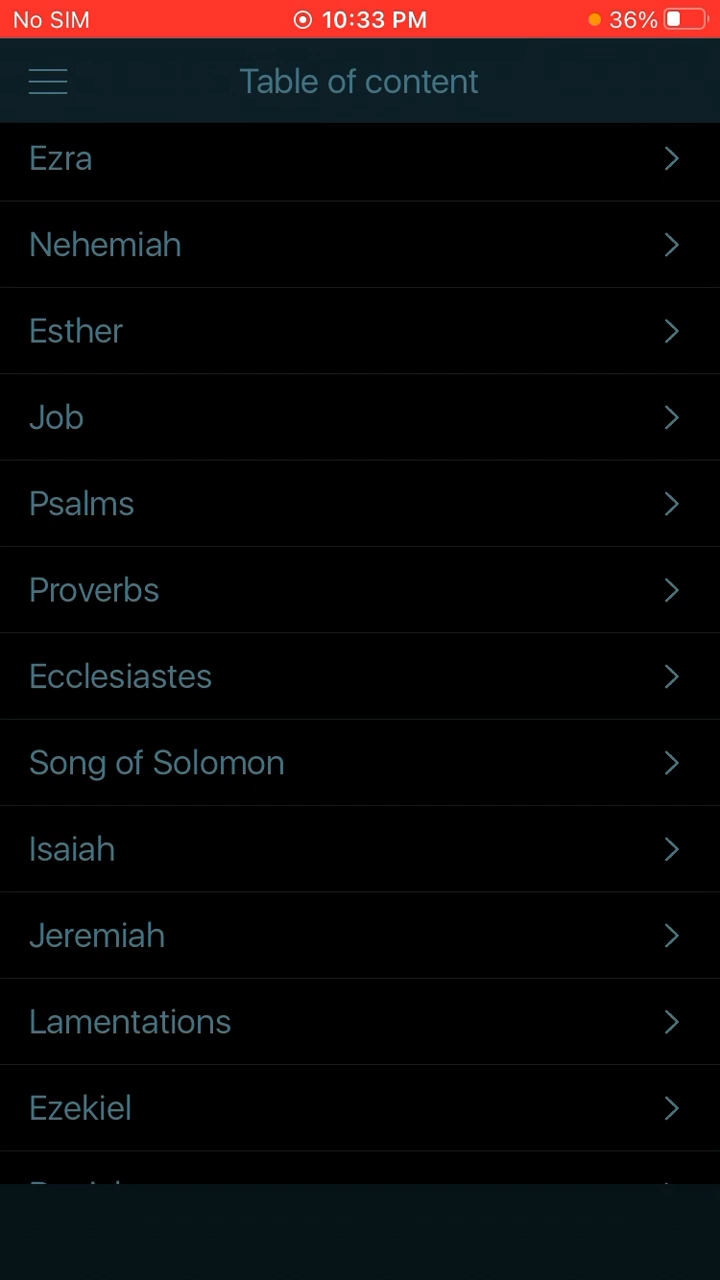 No SIM 10:33 PM 36%
Table of content
Ezra
Nehemiah
Esther
Job
Psalms
Proverbs
Ecclesiastes
Song of Solomon
Isaiah
Jeremiah
Lamentations
Ezekiel